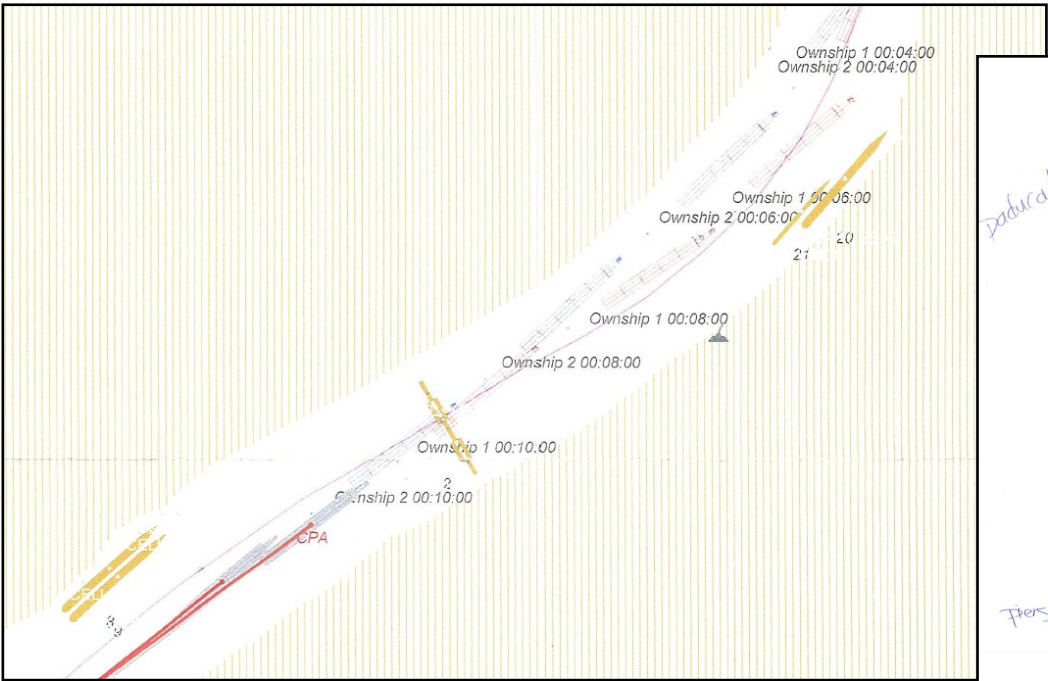 Ownship 1 00:04:00
Ownship 2 00:04:00
Ownship 1 00:06:00
Ownship 2 00:06:00
20
21
Ownship 1 00:08:00
Ownship 2 00:08:00
Ownship 1 00:10:00
2
Ownship 2 00:10:00
CPA